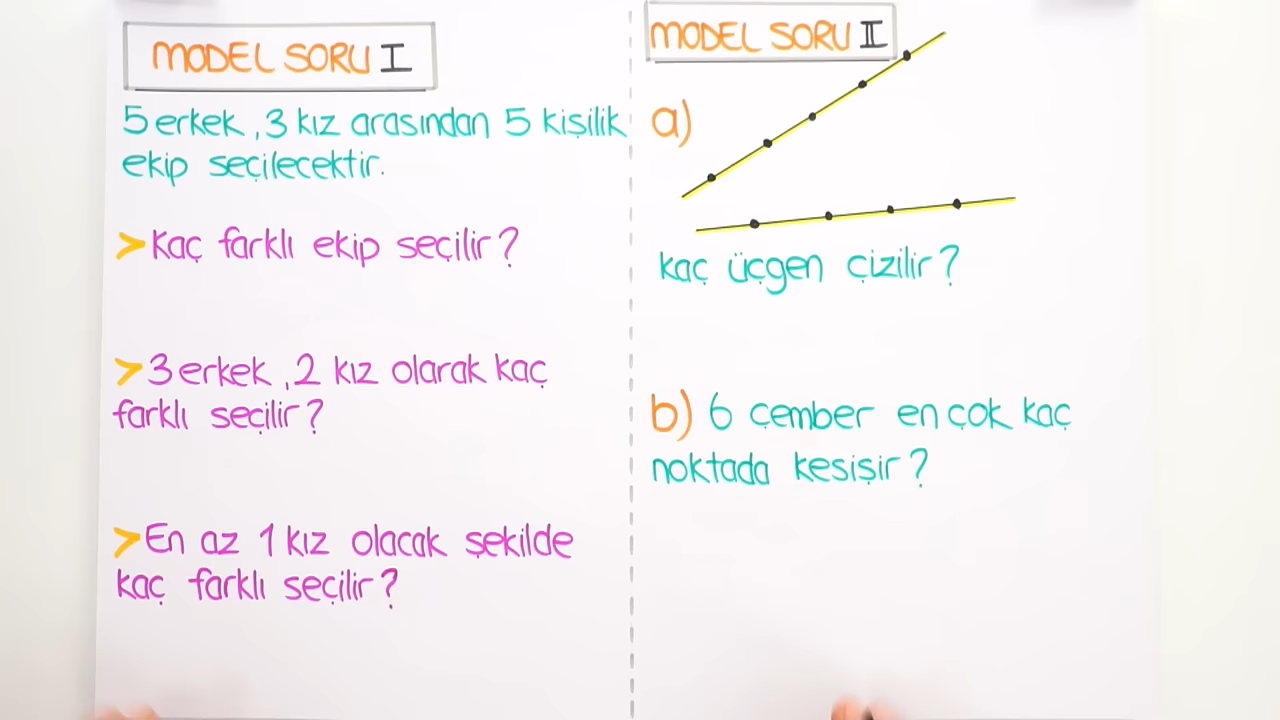 MODEL SORU I
5 erkek, 3 kız arasından 5 kişilik
ekip seçilecektir.
➤ Kaç farklı ekip seçilir?
➤ 3 erkek, 2 kız olarak kaç
farklı seçilir?
➤ En az 1 kız olacak şekilde
kaç farklı seçilir?
MODEL SORU II
a)
kaç üçgen çizilir?
b) 6 çember en çok kaç
noktada kesişir?